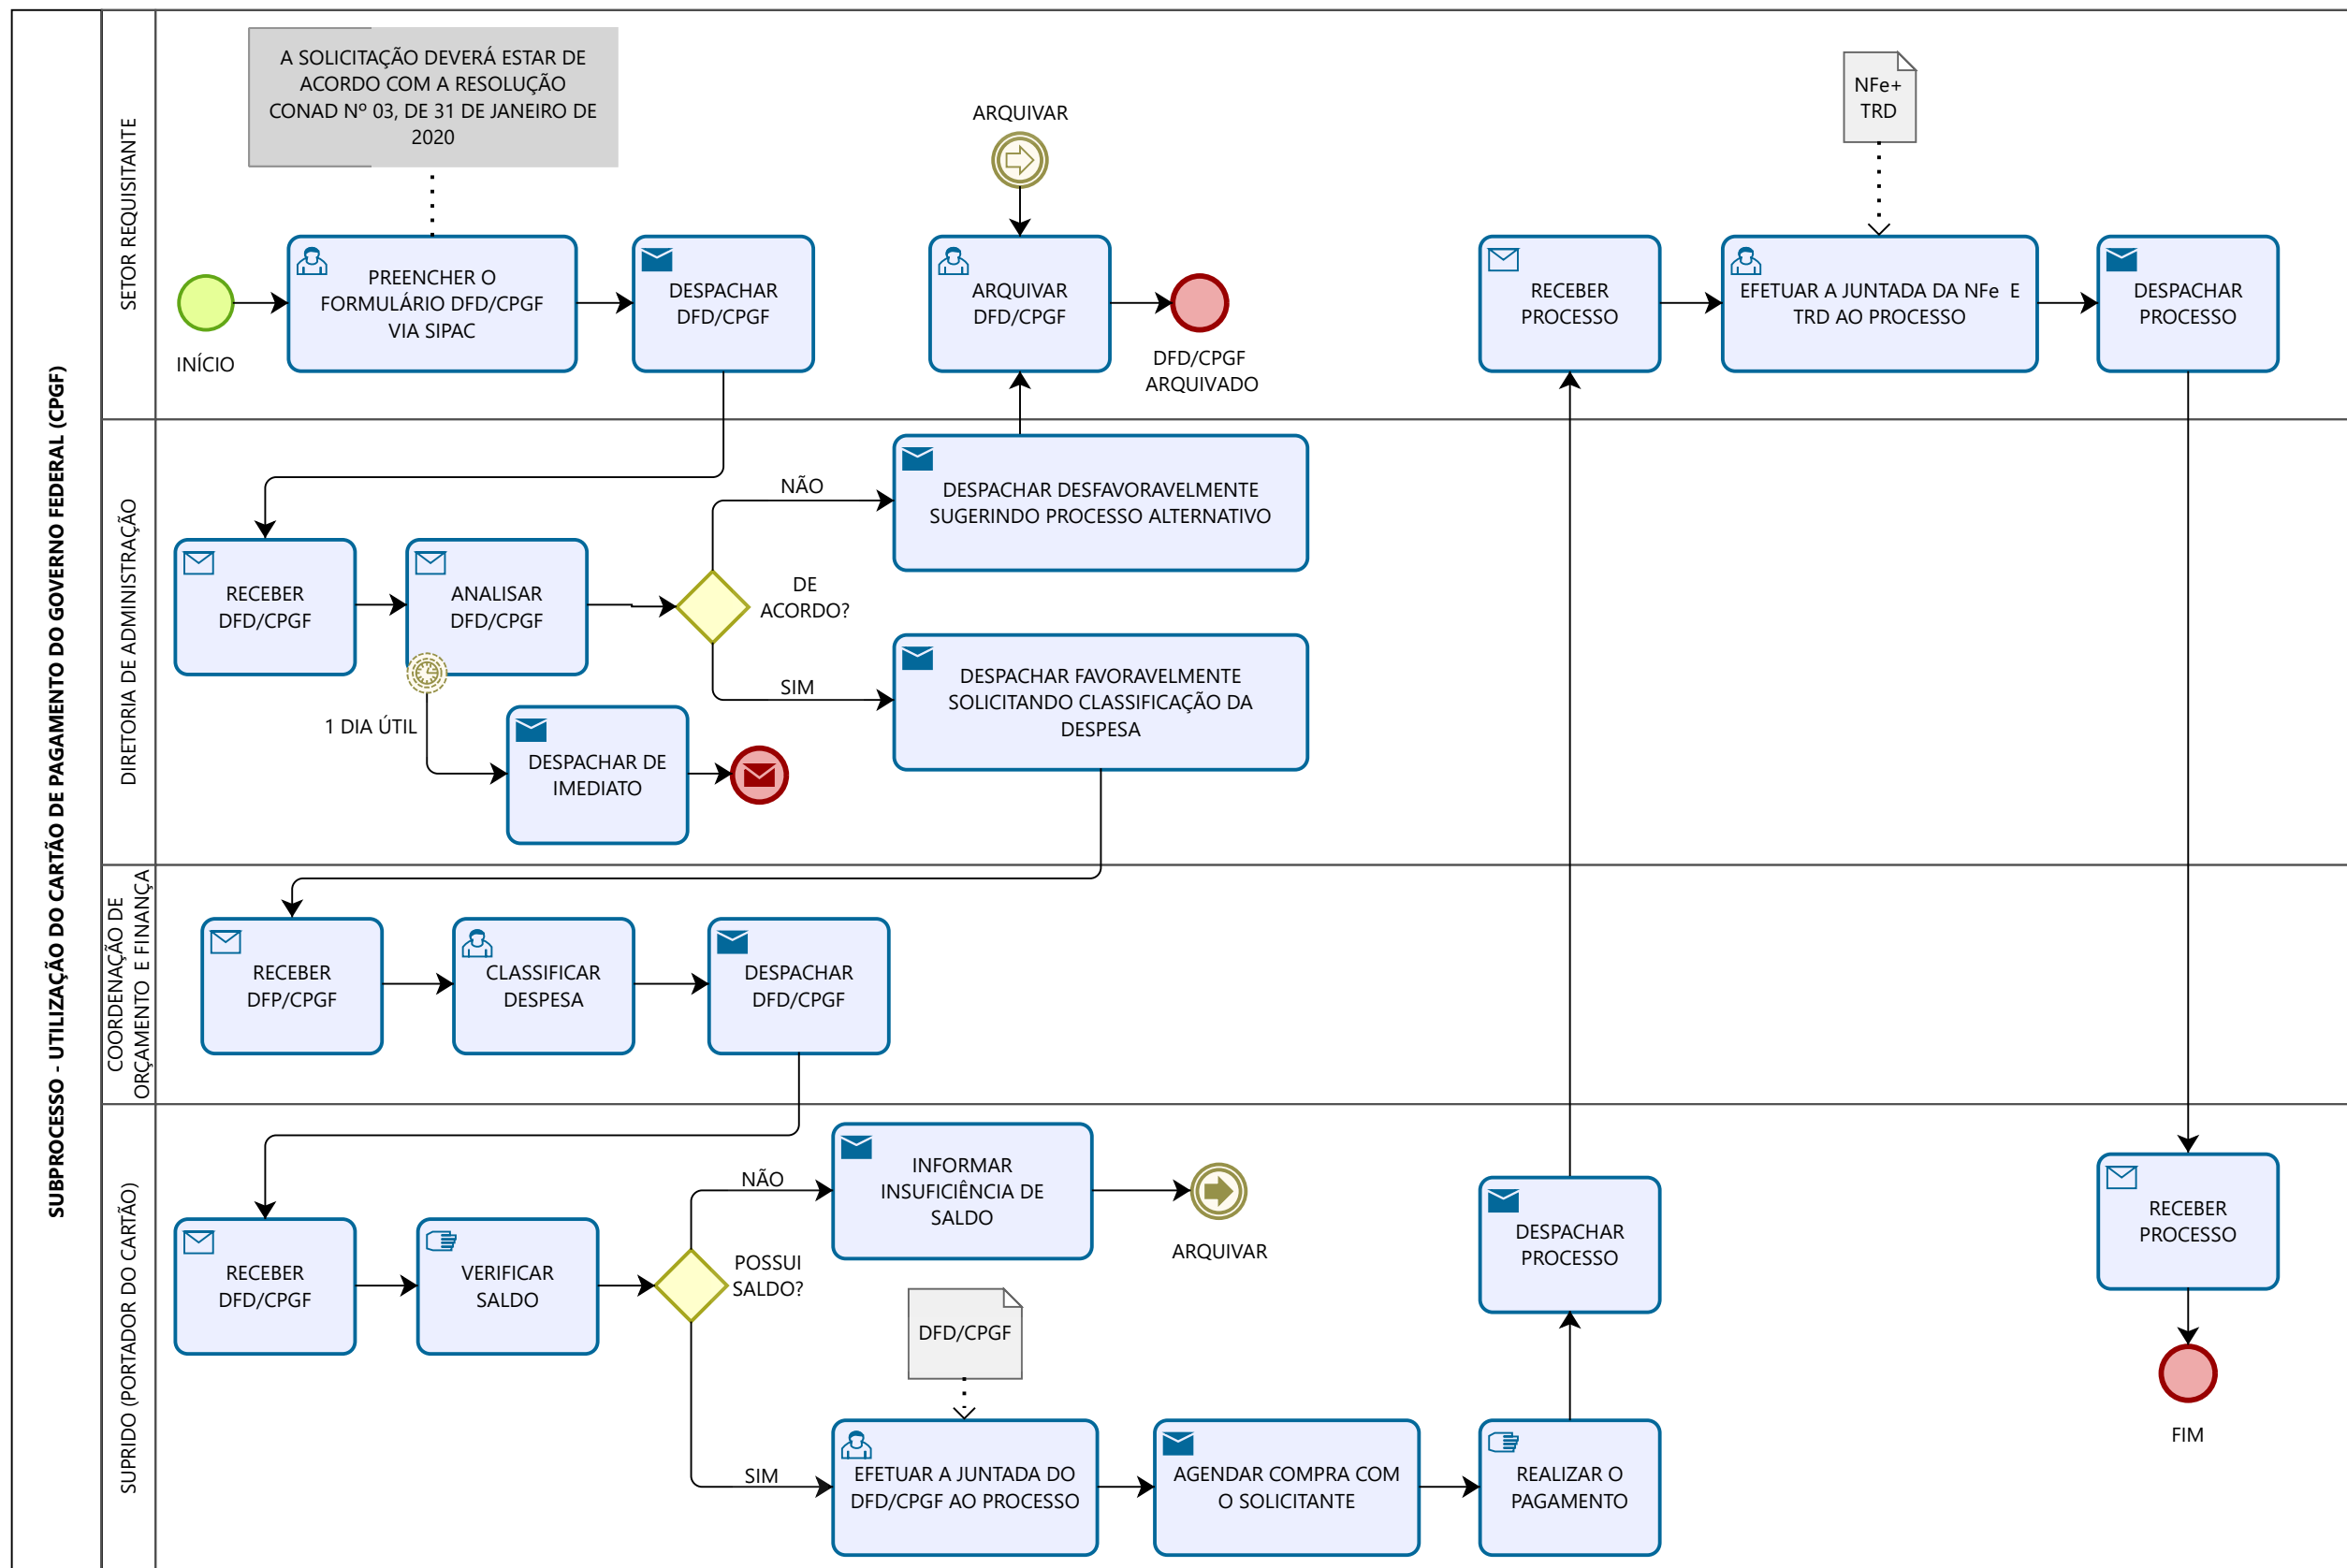 SUBPROCESSO - UTILIZAÇÃO DO CARTÃO DE PAGAMENTO DO GOVERNO FEDERAL (CPGF)
SETOR REQUISITANTE
A SOLICITAÇÃO DEVERÁ ESTAR DE
ACORDO COM A RESOLUÇÃO
CONAD Nº 03, DE 31 DE JANEIRO DE
2020
INÍCIO
PREENCHER O
FORMULÁRIO DFD/CPGF
VIA SIPAC
DESPACHAR
DFD/CPGF
ARQUIVAR
ARQUIVAR
DFD/CPGF
DFD/CPGF
ARQUIVADO
RECEBER
PROCESSO
NFe+
TRD
EFETUAR A JUNTADA DA NFe E
TRD AO PROCESSO
DESPACHAR
PROCESSO
DIRETORIA DE ADMINISTRAÇÃO
RECEBER
DFD/CPGF
ANALISAR
DFD/CPGF
1 DIA ÚTIL
DESPACHAR DE
IMEDIATO
DE
ACORDO?
NÃO
DESPACHAR DESFAVORAVELMENTE
SUGERINDO PROCESSO ALTERNATIVO
SIM
DESPACHAR FAVORAVELMENTE
SOLICITANDO CLASSIFICAÇÃO DA
DESPESA
COORDENAÇÃO DE
ORÇAMENTO E FINANÇA
RECEBER
DFP/CPGF
CLASSIFICAR
DESPESA
DESPACHAR
DFD/CPGF
SUPRIDO (PORTADOR DO CARTÃO)
RECEBER
DFD/CPGF
VERIFICAR
SALDO
POSSUI
SALDO?
NÃO
INFORMAR
INSUFICIÊNCIA DE
SALDO
ARQUIVAR
SIM
DFD/CPGF
EFETUAR A JUNTADA DO
DFD/CPGF AO PROCESSO
AGENDAR COMPRA COM
O SOLICITANTE
REALIZAR O
PAGAMENTO
DESPACHAR
PROCESSO
RECEBER
PROCESSO
FIM